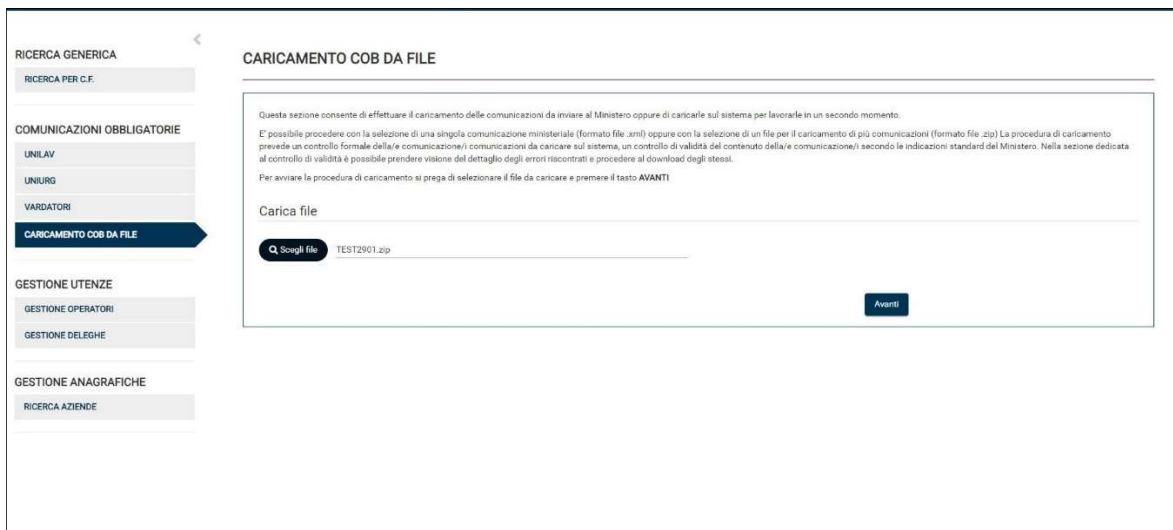 RICERCA GENERICA
RICERCA PER C.F.
COMUNICAZIONI OBBLIGATORIE
UNILAV
UNIURG
VARDATORI
CARICAMENTO COB DA FILE
GESTIONE UTENZE
GESTIONE OPERATORI
GESTIONE DELEGHE
GESTIONE ANAGRAFICHE
RICERCA AZIENDE
CARICAMENTO COB DA FILE
Questa sezione consente di effettuare il caricamento delle comunicazioni da inviare al Ministero oppure di caricarle sul sistema per lavorarle in un secondo momento.
E' possibile procedere con la selezione di una singola comunicazione ministeriale (formato file .xml) oppure con la selezione di un file per il caricamento di più comunicazioni (formato file .zip) La procedura di caricamento
prevede un controllo formale della/e comunicazione/i comunicazioni da caricare sul sistema, un controllo di validità del contenuto della/e comunicazione/i secondo le indicazioni standard del Ministero. Nella sezione dedicata
al controllo di validità è possibile prendere visione del dettaglio degli errori riscontrati e procedere al download degli stessi.
Per avviare la procedura di caricamento si prega di selezionare il file da caricare e premere il tasto AVANTI
Carica file
Scegli file TEST2901.zip
Avanti